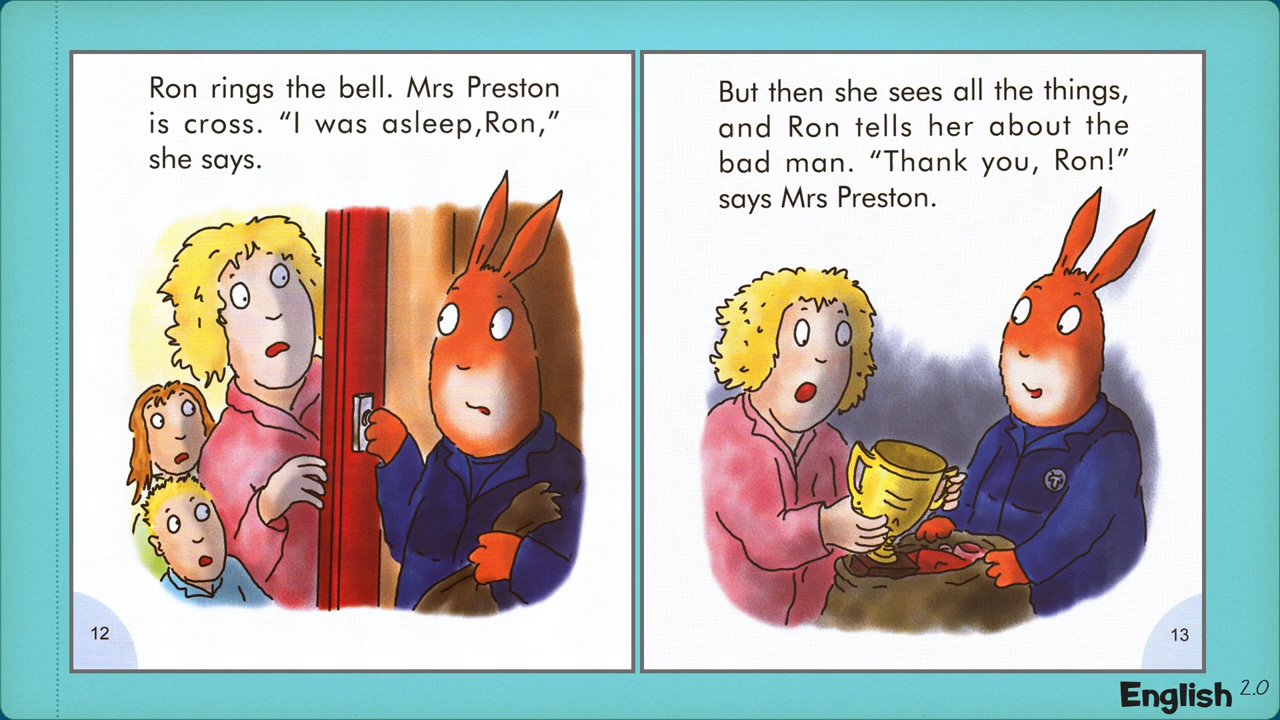 Ron rings the bell. Mrs Preston
is cross. “I was asleep,Ron,”
she says.
12
But then she sees all the things,
and Ron tells her about the
bad man. “Thank you, Ron!”
says Mrs Preston.
13
English 2.0